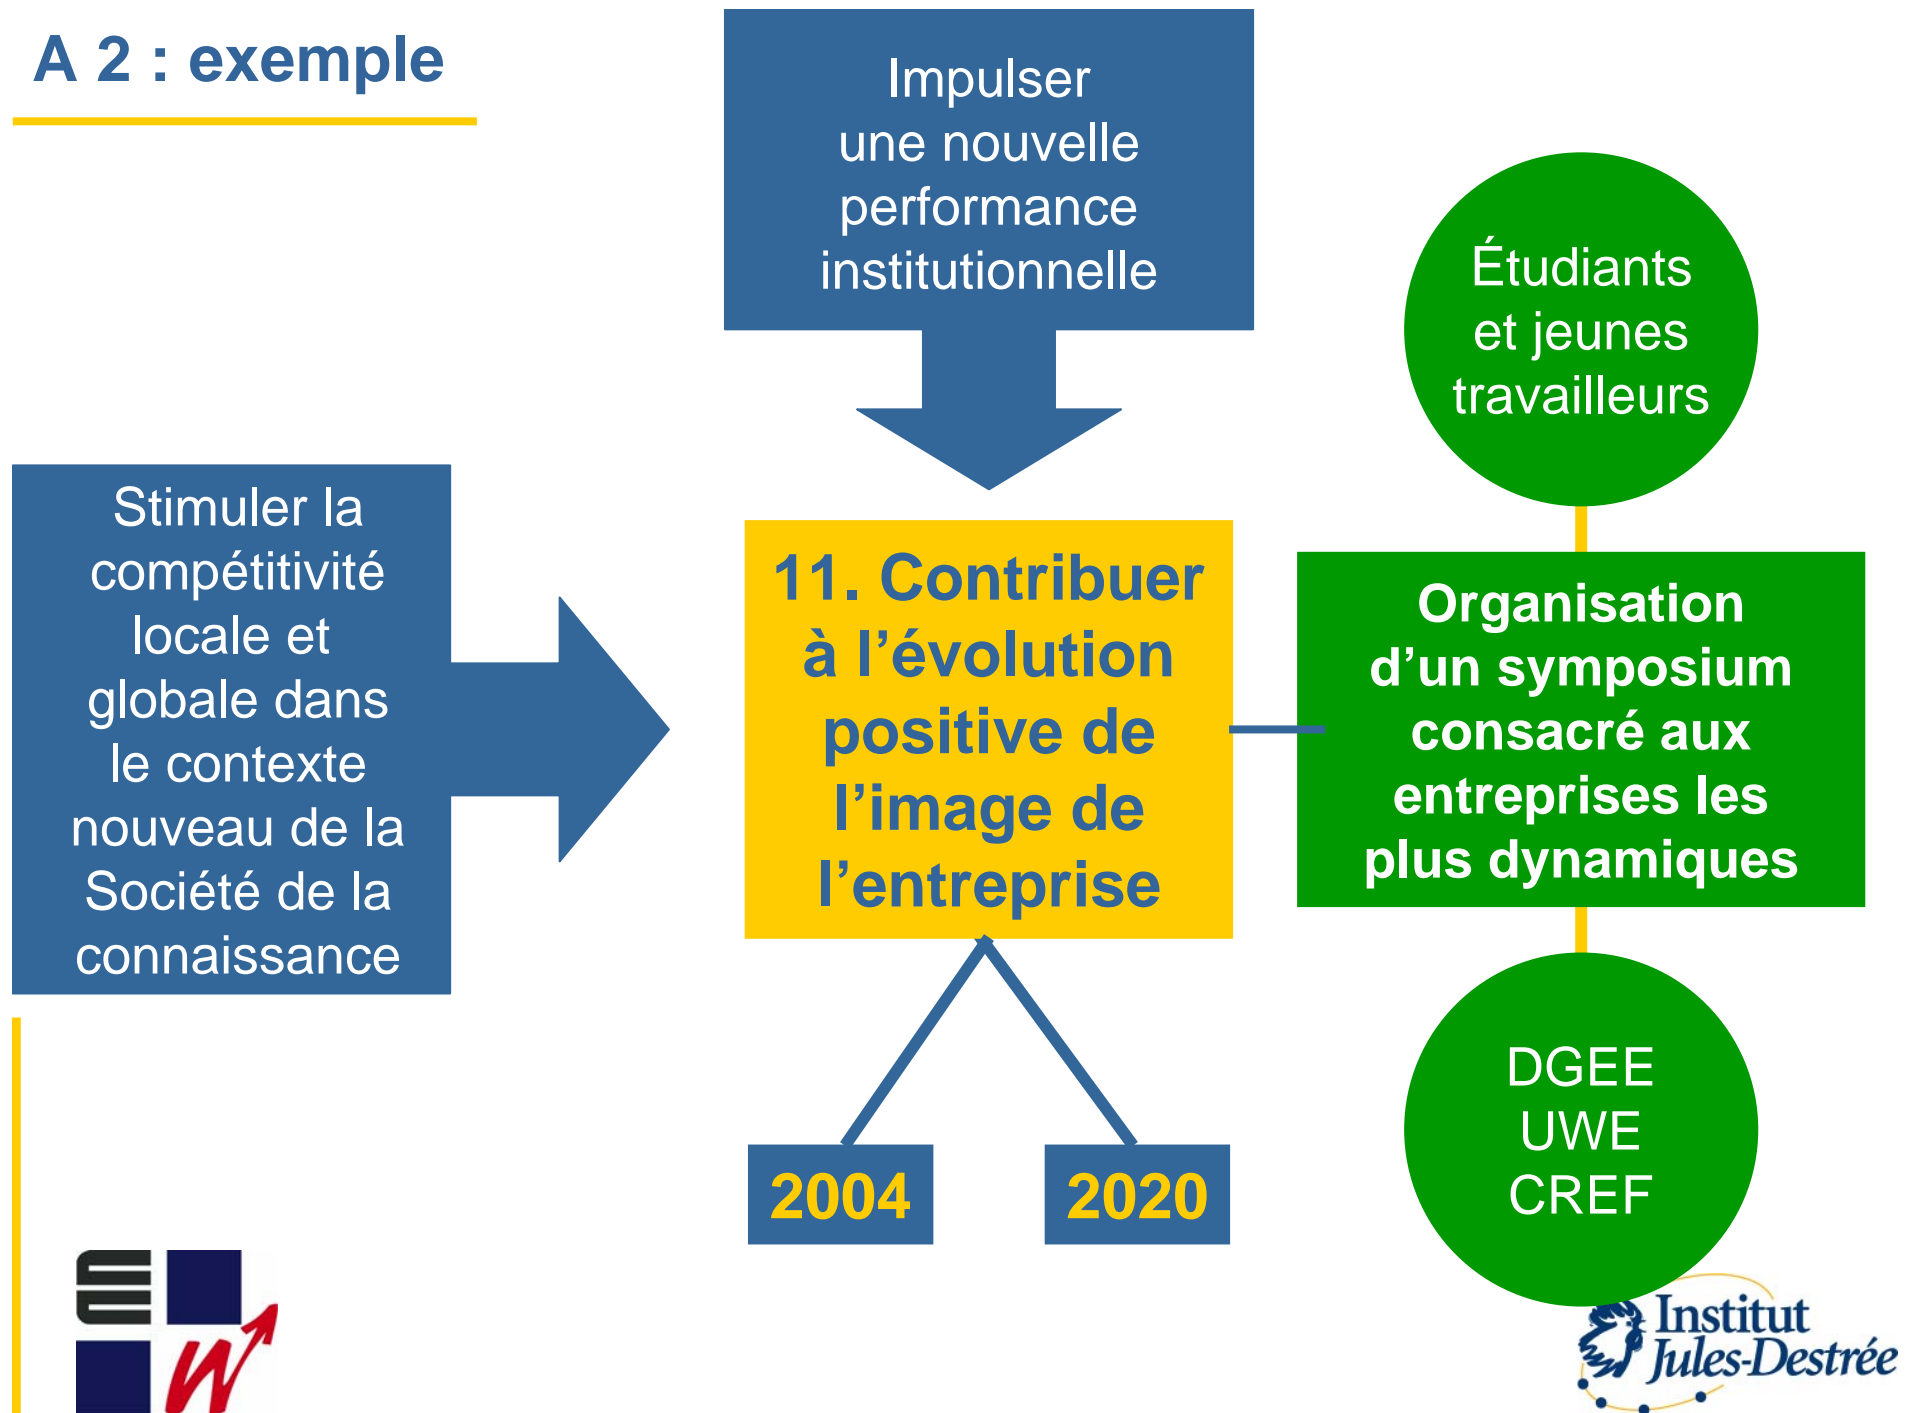 A 2 : exemple
Impulser
une nouvelle
performance
institutionnelle
Étudiants
et jeunes
travailleurs
Stimuler la
compétitivité
locale et
globale dans
le contexte
nouveau de la
Société de la
connaissance
11. Contribuer
à l’évolution
positive de
l’image de
l’entreprise
Organisation
d’un symposium
consacré aux
entreprises les
plus dynamiques
2004
2020
DGEE
UWE
CREF
Institut
Jules-Destrée